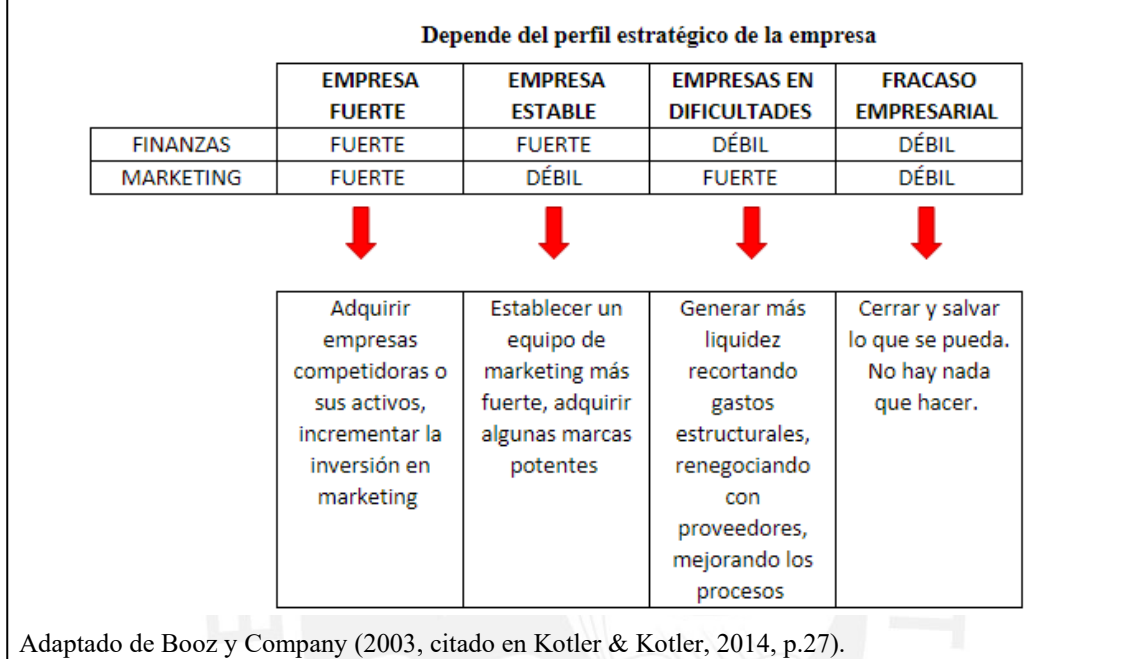 Depende del perfil estratégico de la empresa
EMPRESA FUERTE EMPRESA ESTABLE EMPRESAS EN DIFICULTADES FRACASO EMPRESARIAL
FINANZAS FUERTE FUERTE DÉBIL DÉBIL
MARKETING FUERTE DÉBIL FUERTE DÉBIL
Adquirir
empresas
competidoras o
sus activos,
incrementar la
inversión en
marketing
Establecer un
equipo de
marketing más
fuerte, adquirir
algunas marcas
potentes
Generar más
liquidez
recortando
gastos
estructurales,
renegociando
con
proveedores,
mejorando los
procesos
Cerrar y salvar
lo que se pueda.
No hay nada
que hacer.
Adaptado de Booz y Company (2003, citado en Kotler & Kotler, 2014, p.27).